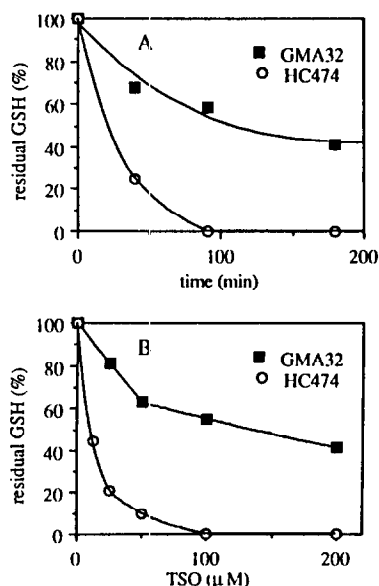 A
GMA32
HC474
residual GSH (%)
100
80
60
40
20
0
0
100
200
time (min)
B
GMA32
HC474
residual GSH (%)
100
80
60
40
20
0
0
100
200
TSO (μM)